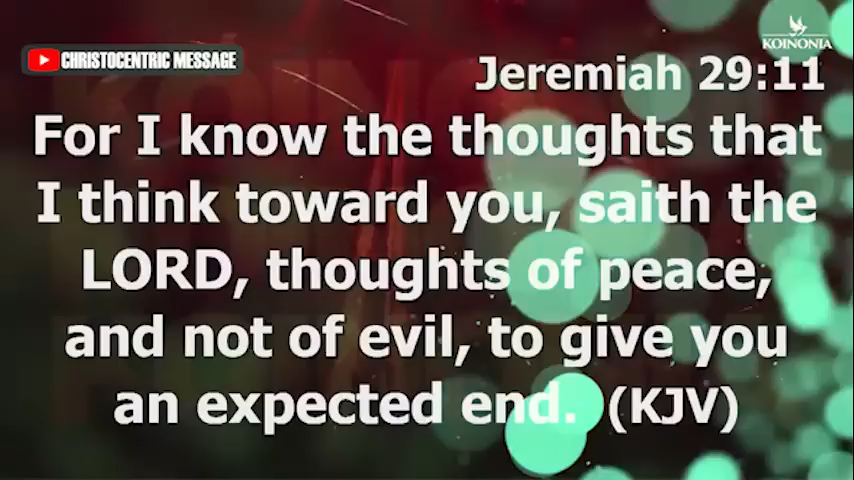 KOINONIA
CHRISTOCENTRIC MESSAGE
Jeremiah 29:11
For I know the thoughts that
I think toward you, saith the
LORD, thoughts of peace,
and not of evil, to give you
an expected end. (KJV)